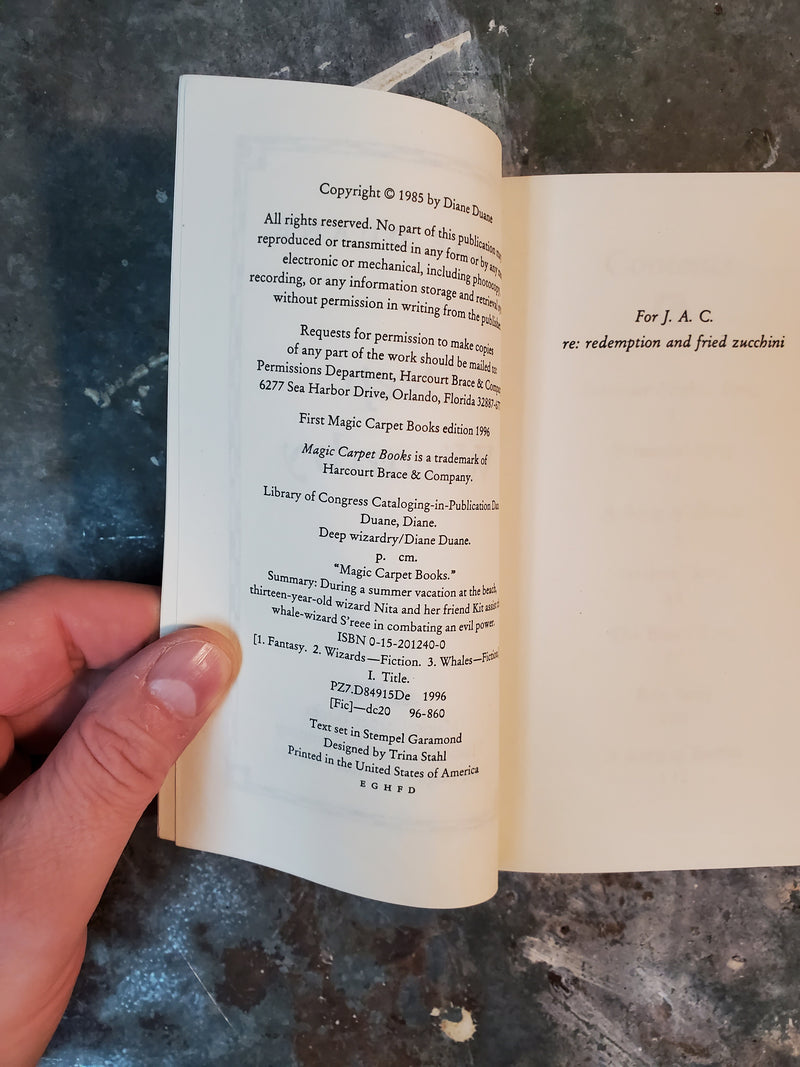 Copyright © 1985 by Diane Duane
All rights reserved. No part of this publication
reproduced or transmitted in any form or by any
electronic or mechanical, including photocopy,
recording, or any information storage and retrieval
without permission in writing from the
Requests for permission to make copies
of any part of the work should be mailed to:
Permissions Department, Harcourt Brace &
6277 Sea Harbor Drive, Orlando, Florida
First Magic Carpet Books edition 1996
Magic Carpet Books is a trademark of
Harcourt Brace & Company.
Library of Congress Cataloging-in-Publication
Duane, Diane.
Deep wizardry/Diane Duane.
p. cm.
“Magic Carpet Books.”
Summary: During a summer vacation at the beach,
thirteen-year-old wizard Nita and her friend Kit
whale-wizard S'reee in combating an evil power.
ISBN 0-15-201240-0
[1. Fantasy. 2. Wizards—Fiction. 3. Whales—
I. Title.
PZ7.D84915De 1996
[Fic]—dc20 96-860
Text set in Stempel Garamond
Designed by Trina Stahl
Printed in the United States of America
E G H F D
For J. A. C.
re: redemption and fried zucchini